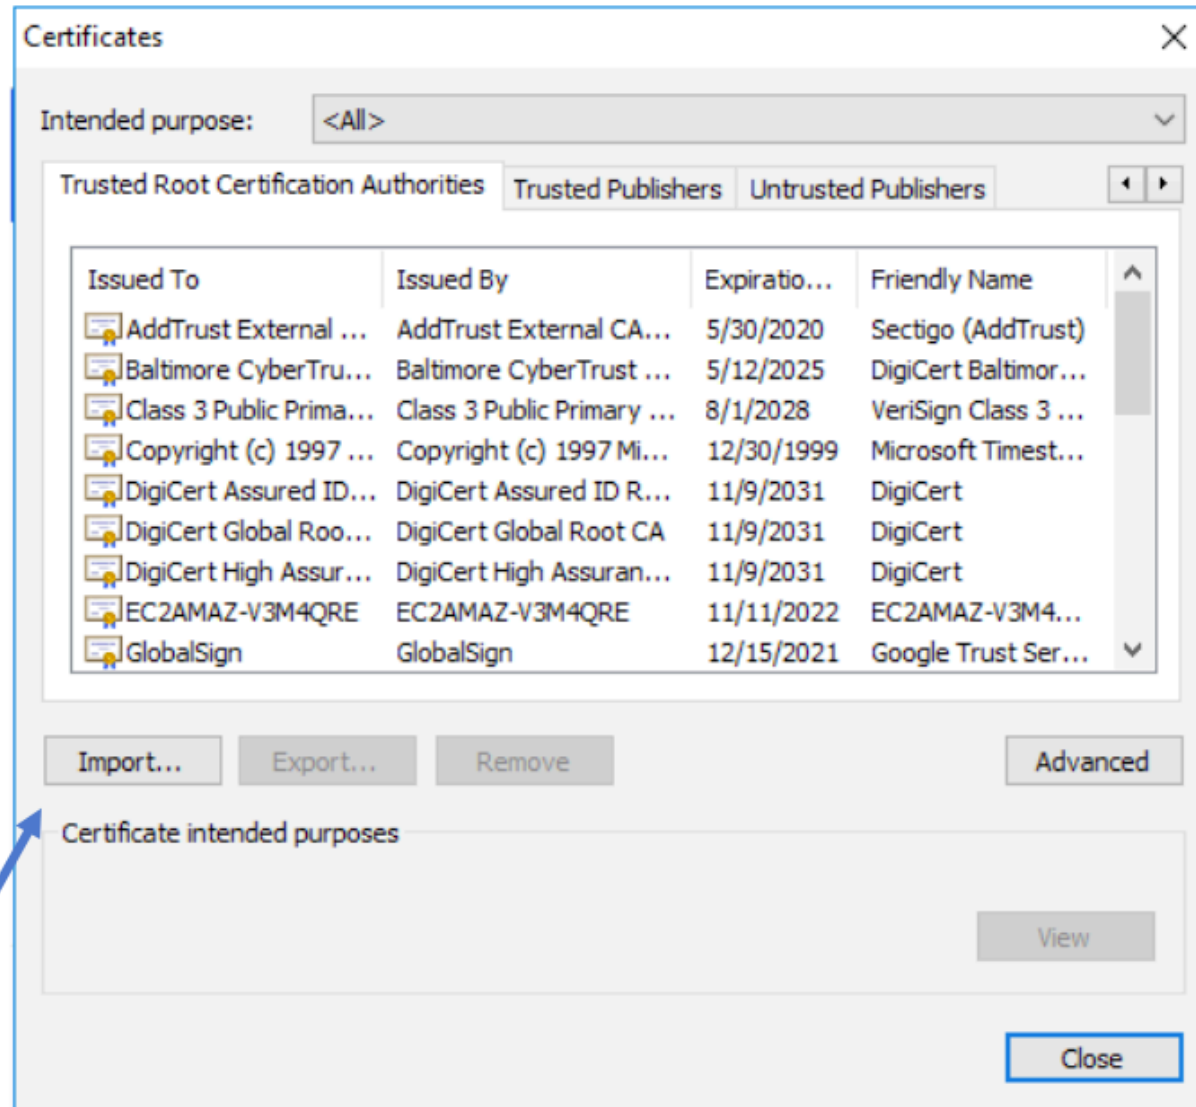 Certificates
Intended purpose: <All>
Trusted Root Certification Authorities Trusted Publishers Untrusted Publishers
Issued To Issued By Expiratio... Friendly Name
AddTrust External ... AddTrust External CA... 5/30/2020 Sectigo (AddTrust)
Baltimore CyberTru... Baltimore CyberTrust ... 5/12/2025 DigiCert Baltimor...
Class 3 Public Prima... Class 3 Public Primary ... 8/1/2028 VeriSign Class 3 ...
Copyright (c) 1997 ... Copyright (c) 1997 Mi... 12/30/1999 Microsoft Timest...
DigiCert Assured ID... DigiCert Assured ID R... 11/9/2031 DigiCert
DigiCert Global Roo... DigiCert Global Root CA 11/9/2031 DigiCert
DigiCert High Assur... DigiCert High Assuran... 11/9/2031 DigiCert
EC2AMAZ-V3M4QRE EC2AMAZ-V3M4QRE 11/11/2022 EC2AMAZ-V3M4...
GlobalSign GlobalSign 12/15/2021 Google Trust Ser...
Import... Export... Remove Advanced
Certificate intended purposes
View
Close